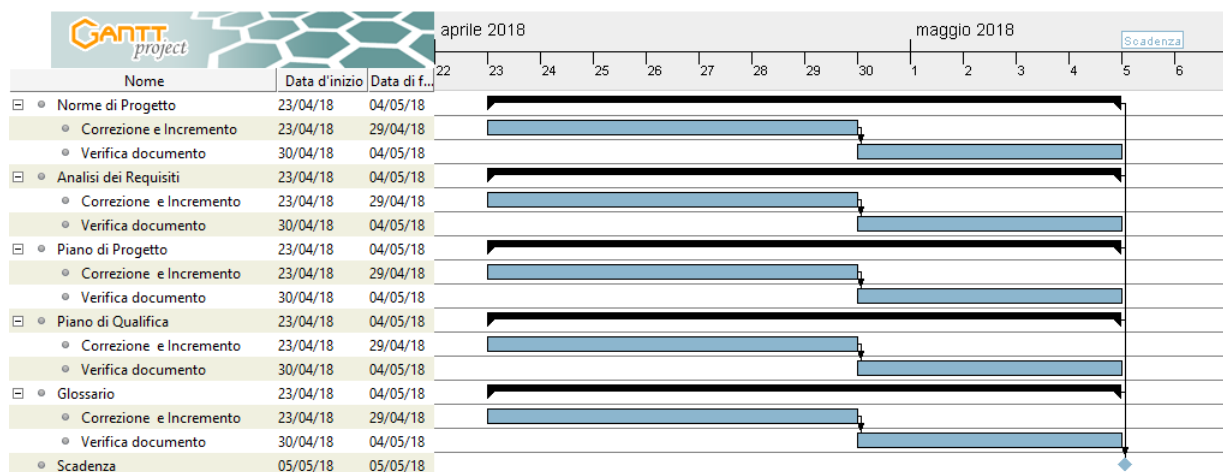 GANTT project
aprile 2018 maggio 2018
Scadenza
Nome Data d'inizio Data di f...
22 23 24 25 26 27 28 29 30 1 2 3 4 5 6
Norme di Progetto 23/04/18 04/05/18
Correzione e Incremento 23/04/18 29/04/18
Verifica documento 30/04/18 04/05/18
Analisi dei Requisiti 23/04/18 04/05/18
Correzione e Incremento 23/04/18 29/04/18
Verifica documento 30/04/18 04/05/18
Piano di Progetto 23/04/18 04/05/18
Correzione e Incremento 23/04/18 29/04/18
Verifica documento 30/04/18 04/05/18
Piano di Qualifica 23/04/18 04/05/18
Correzione e Incremento 23/04/18 29/04/18
Verifica documento 30/04/18 04/05/18
Glossario 23/04/18 04/05/18
Correzione e Incremento 23/04/18 29/04/18
Verifica documento 30/04/18 04/05/18
Scadenza 05/05/18 05/05/18